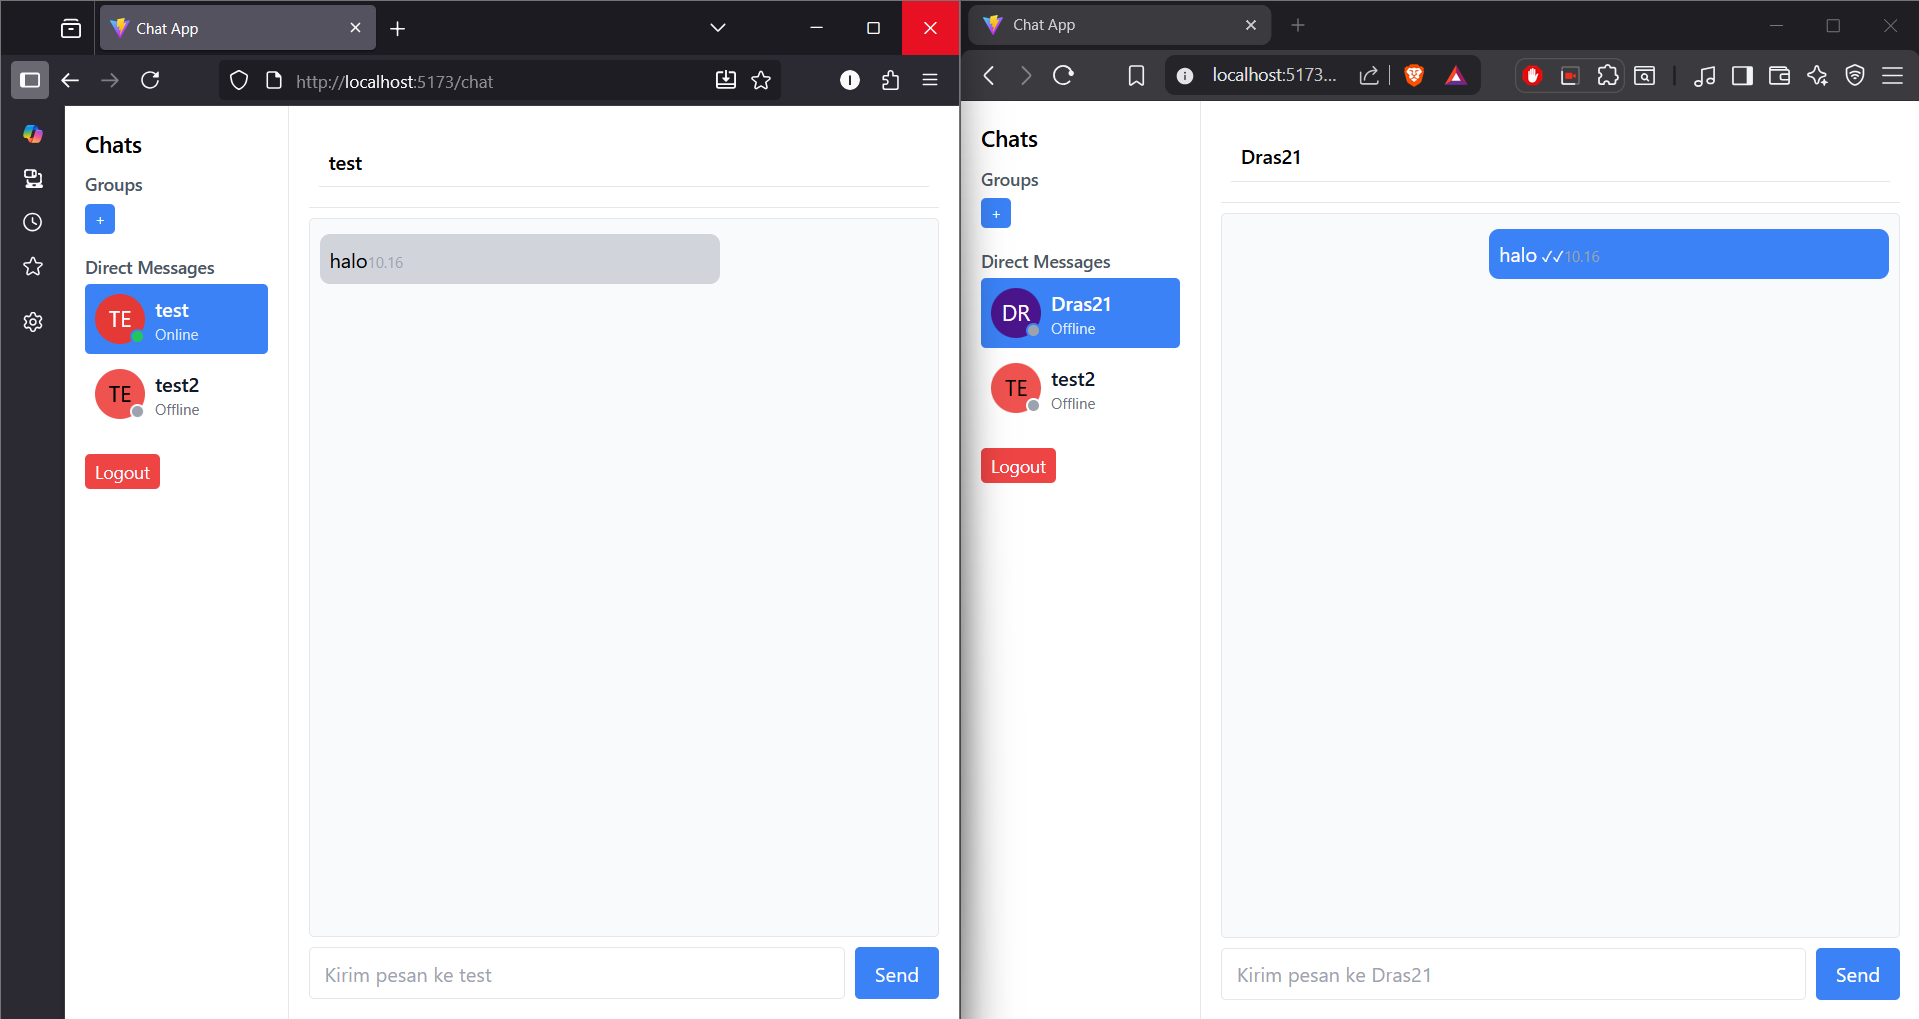 Chat App
http://localhost:5173/chat
Chats
Groups
+
Direct Messages
TE
test
Online
TE
test2
Offline
Logout
test
halo10.16
Kirim pesan ke test
Send
Chat App
localhost:5173...
Chats
Groups
+
Direct Messages
DR
Dras21
Offline
TE
test2
Offline
Logout
Dras21
halo ✓✓10.16
Kirim pesan ke Dras21
Send